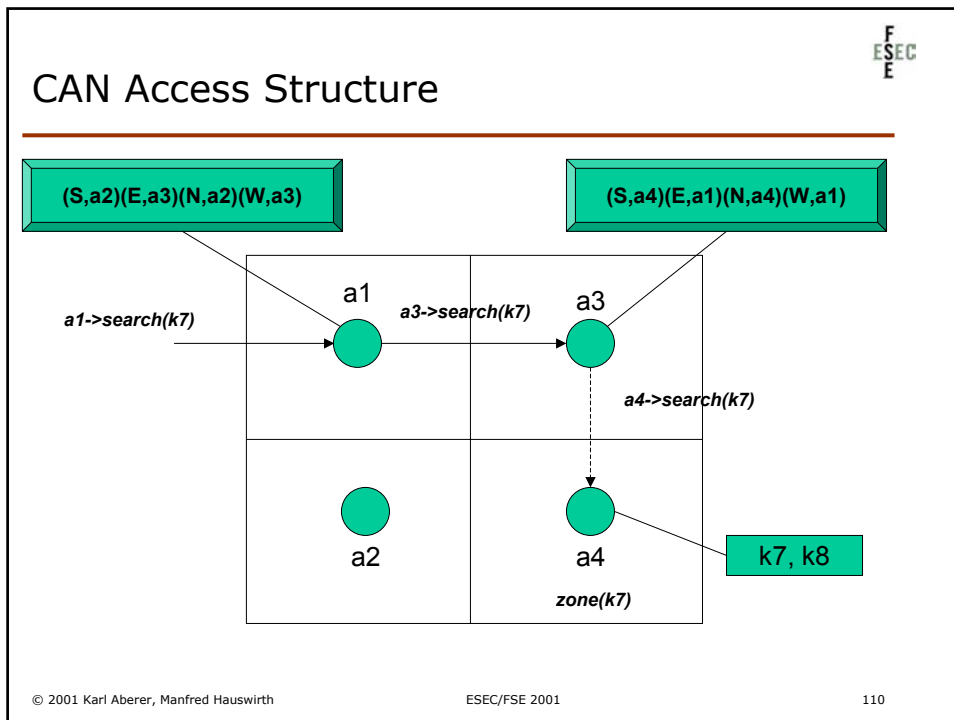 F
ESEC
S
E
CAN Access Structure
(S,a2)(E,a3)(N,a2)(W,a3)
(S,a4)(E,a1)(N,a4)(W,a1)
a1
a3
a1->search(k7)
a3->search(k7)
a4->search(k7)
a2
a4
k7, k8
zone(k7)
© 2001 Karl Aberer, Manfred Hauswirth
ESEC/FSE 2001
110